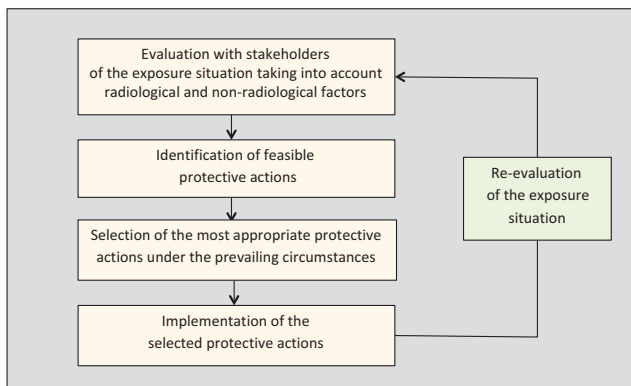 Evaluation with stakeholders
of the exposure situation taking into account
radiological and non-radiological factors
Identification of feasible
protective actions
Selection of the most appropriate protective
actions under the prevailing circumstances
Implementation of the
selected protective actions
Re-evaluation
of the exposure
situation